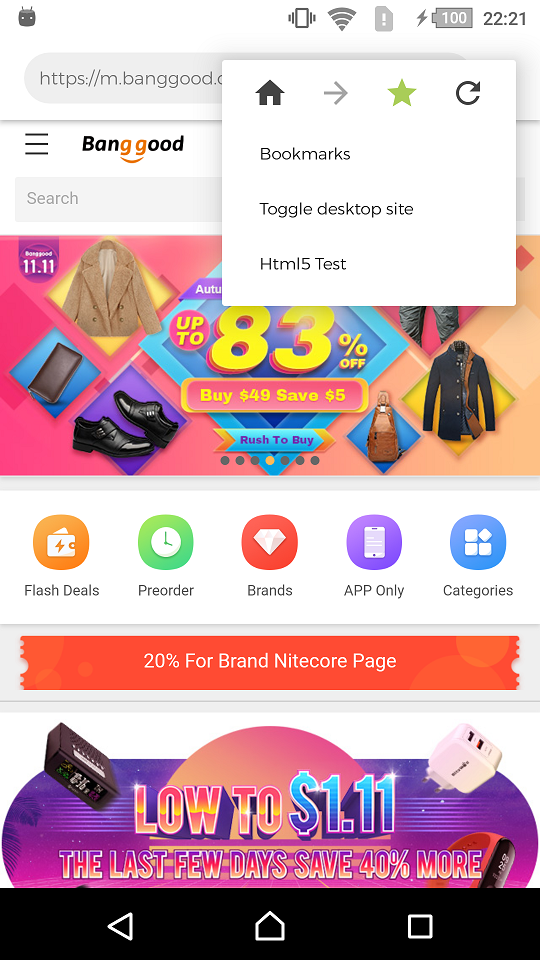 100 22:21
https://m.banggood.c
Bookmarks
Toggle desktop site
Html5 Test
Banggood
Search
Banggood
11.11
Autu
UP TO 83% OFF
Buy $49 Save $5
Rush To Buy
Flash Deals
Preorder
Brands
APP Only
Categories
20% For Brand Nitecore Page
LOW TO $1.11
THE LAST FEW DAYS SAVE 40% MORE